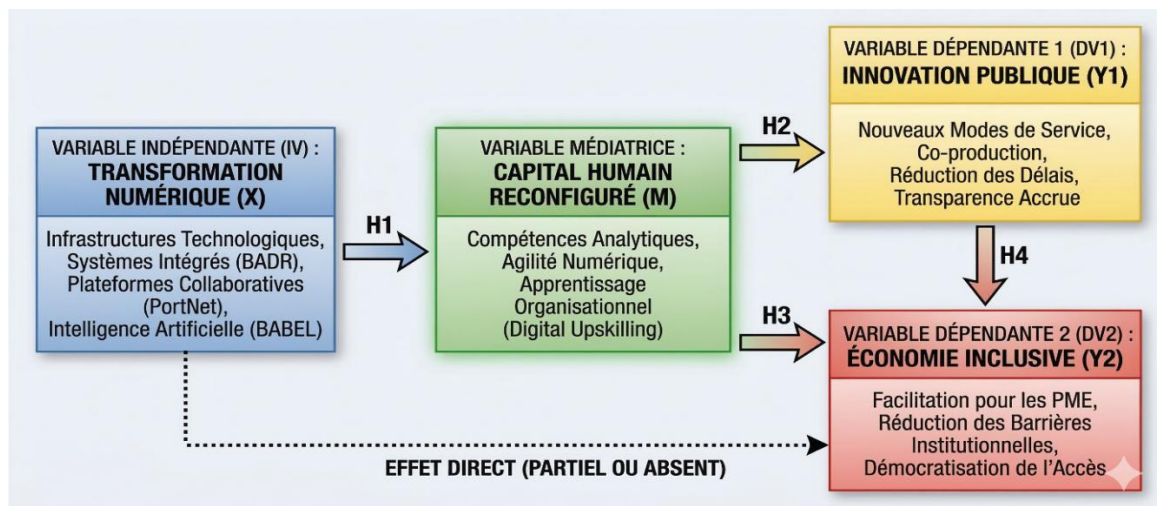 VARIABLE INDÉPENDANTE (IV) :
TRANSFORMATION
NUMÉRIQUE (X)
Infrastructures Technologiques,
Systèmes Intégrés (BADR),
Plateformes Collaboratives
(PortNet),
Intelligence Artificielle (BABEL)
H1
VARIABLE MÉDIATRICE :
CAPITAL HUMAIN
RECONFIGURÉ (M)
Compétences Analytiques,
Agilité Numérique,
Apprentissage
Organisationnel
(Digital Upskilling)
H2
H3
VARIABLE DÉPENDANTE 1 (DV1) :
INNOVATION PUBLIQUE (Y1)
Nouveaux Modes de Service,
Co-production,
Réduction des Délais,
Transparence Accrue
H4
VARIABLE DÉPENDANTE 2 (DV2) :
ÉCONOMIE INCLUSIVE (Y2)
Facilitation pour les PME,
Réduction des Barrières
Institutionnelles,
Démocratisation de l'Accès
EFFET DIRECT (PARTIEL OU ABSENT)